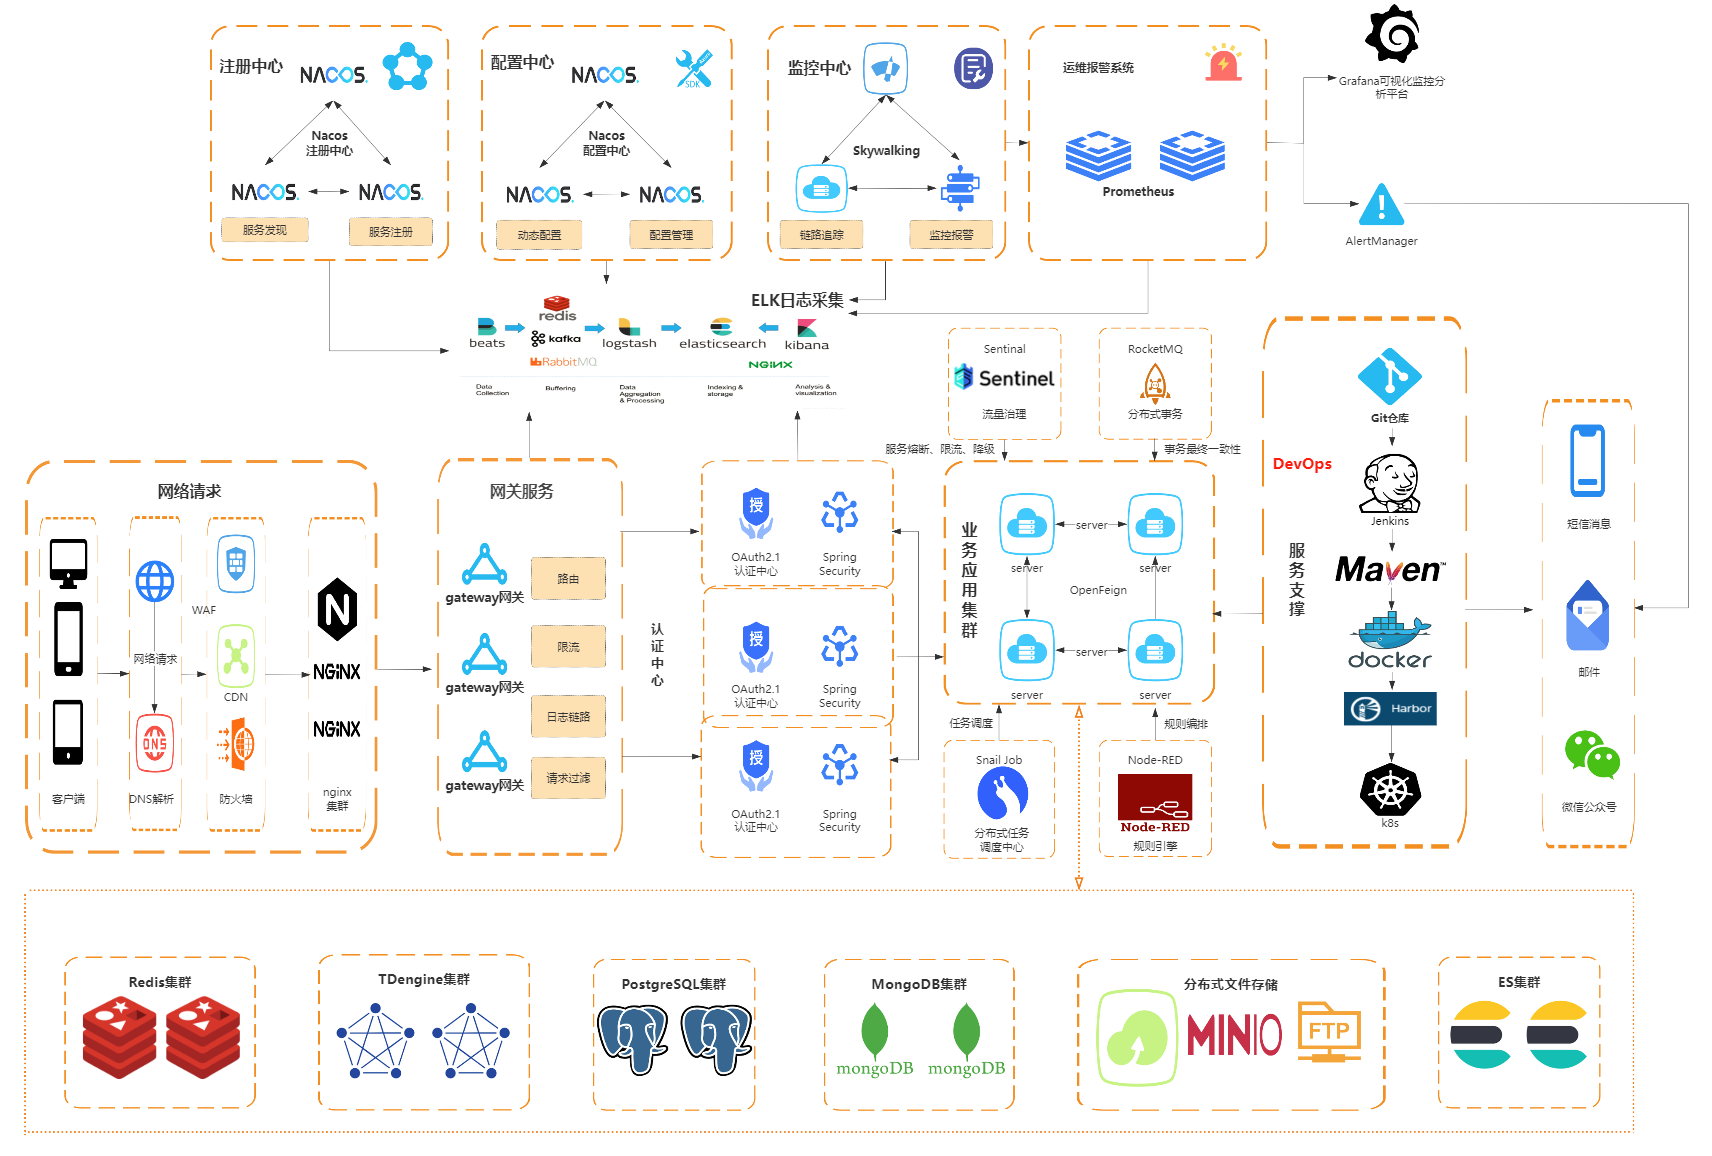 注册中心
NACOS.
Nacos
注册中心
NACOS.
NACOS.
服务发现
服务注册
配置中心
NACOS.
SDK
Nacos
配置中心
NACOS.
NACOS.
动态配置
配置管理
监控中心
Skywalking
链路追踪
监控报警
运维报警系统
Prometheus
Grafana可视化监控分
析平台
AlertManager
ELK日志采集
redis
beats
kafka
logstash
elasticsearch
kibana
RabbitMQ
NGINX
Data
Collection
Buffering
Data
Aggregation
& Processing
Indexing &
storage
Analysis &
visualization
Sentinal
Sentinel
流量治理
服务熔断、限流、降级
RocketMQ
分布式事务
事务最终一致性
网络请求
WAF
网络请求
CDN
DNS
NGINX
NGINX
客户端
DNS解析
防火墙
nginx
集群
网关服务
gateway网关
路由
限流
gateway网关
日志链路
gateway网关
请求过滤
认证中心
授
OAuth2.1
认证中心
Spring
Security
授
OAuth2.1
认证中心
Spring
Security
授
OAuth2.1
认证中心
Spring
Security
业务应用集群
server
server
server
OpenFeign
server
server
server
任务调度
规则编排
Snail Job
分布式任务
调度中心
Node-RED
Node-RED
规则引擎
DevOps
服务支撑
Git仓库
Jenkins
Maven™
docker
Harbor
k8s
短信消息
邮件
微信公众号
Redis集群
TDengine集群
PostgreSQL集群
MongoDB集群
mongoDB
mongoDB
分布式文件存储
MINIO
FTP
ES集群